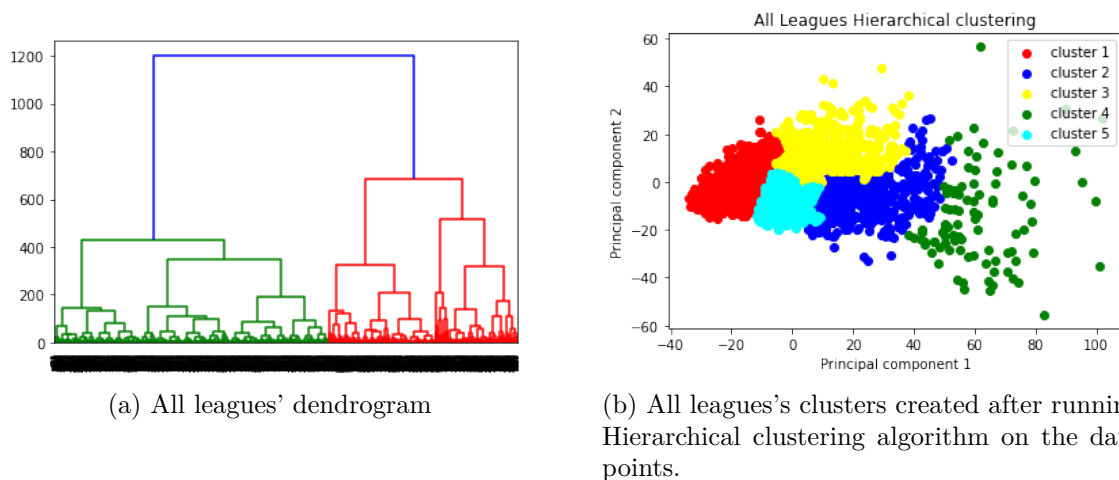 1200
1000
800
600
400
200
0
(a) All leagues' dendrogram
All Leagues Hierarchical clustering
60
40
20
0
−20
−40
−60
Principal component 2
cluster 1
cluster 2
cluster 3
cluster 4
cluster 5
−40 −20 0 20 40 60 80 100
Principal component 1
(b) All leagues's clusters created after runnin
Hierarchical clustering algorithm on the da
points.